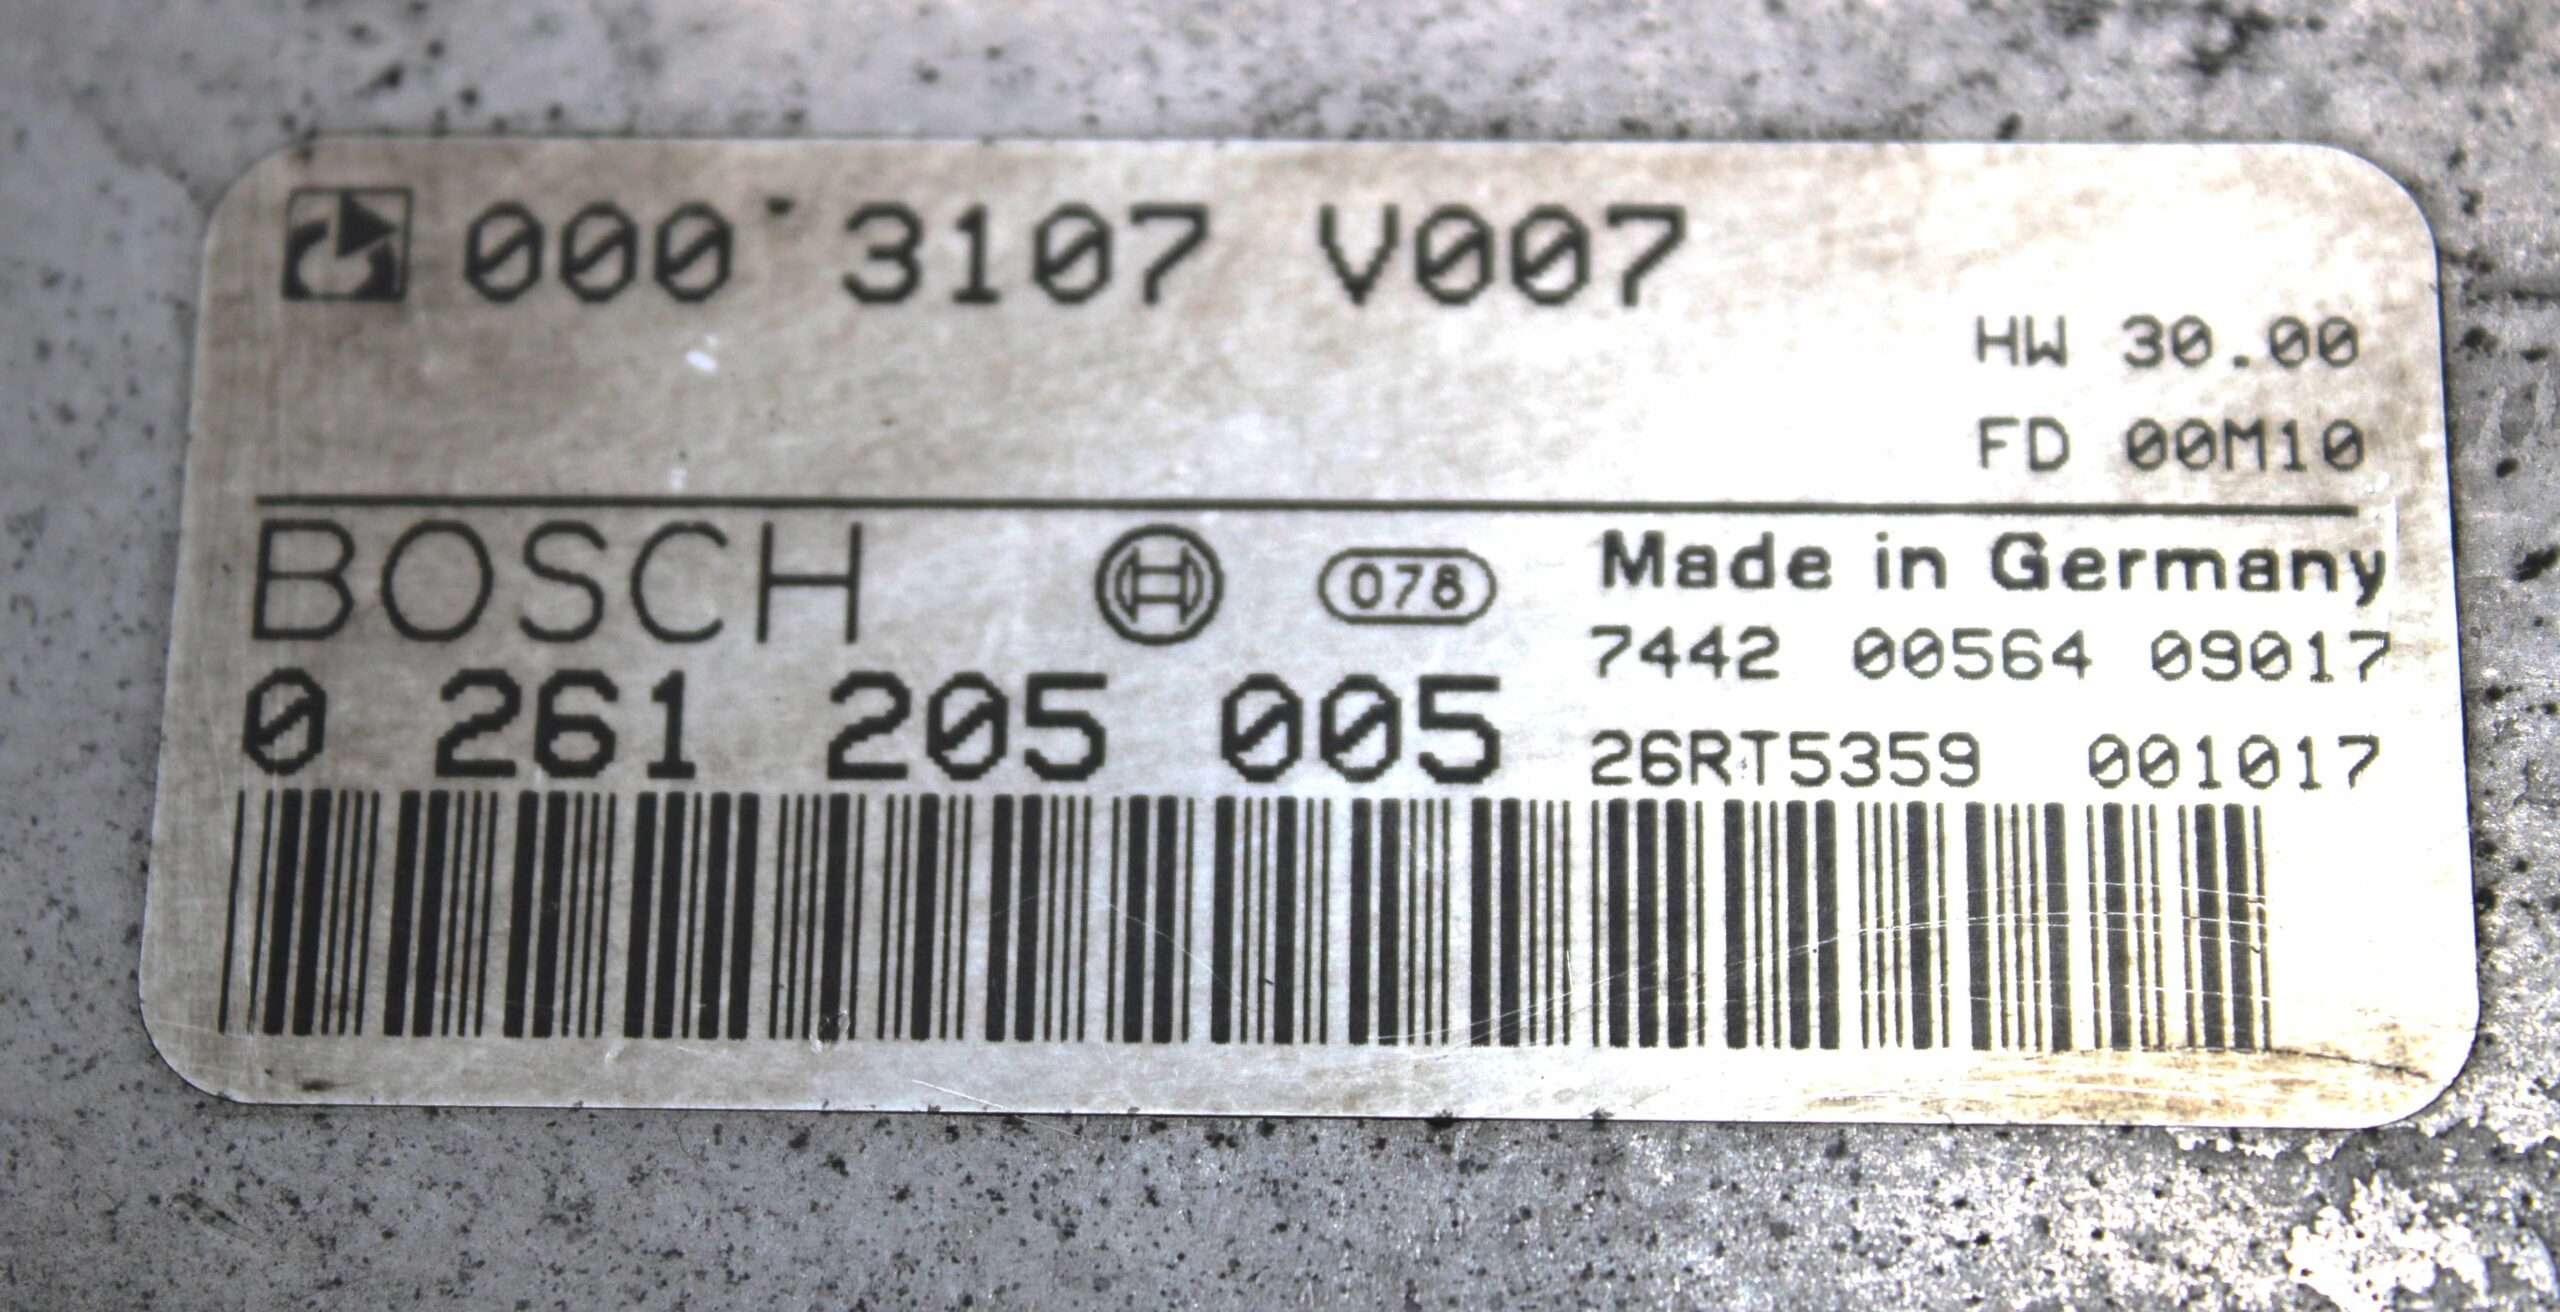 000 3107 V007
HW 30.00
FD 00M10
BOSCH 078 Made in Germany
7442 00564 09017
0 261 205 005
26RT5359 001017